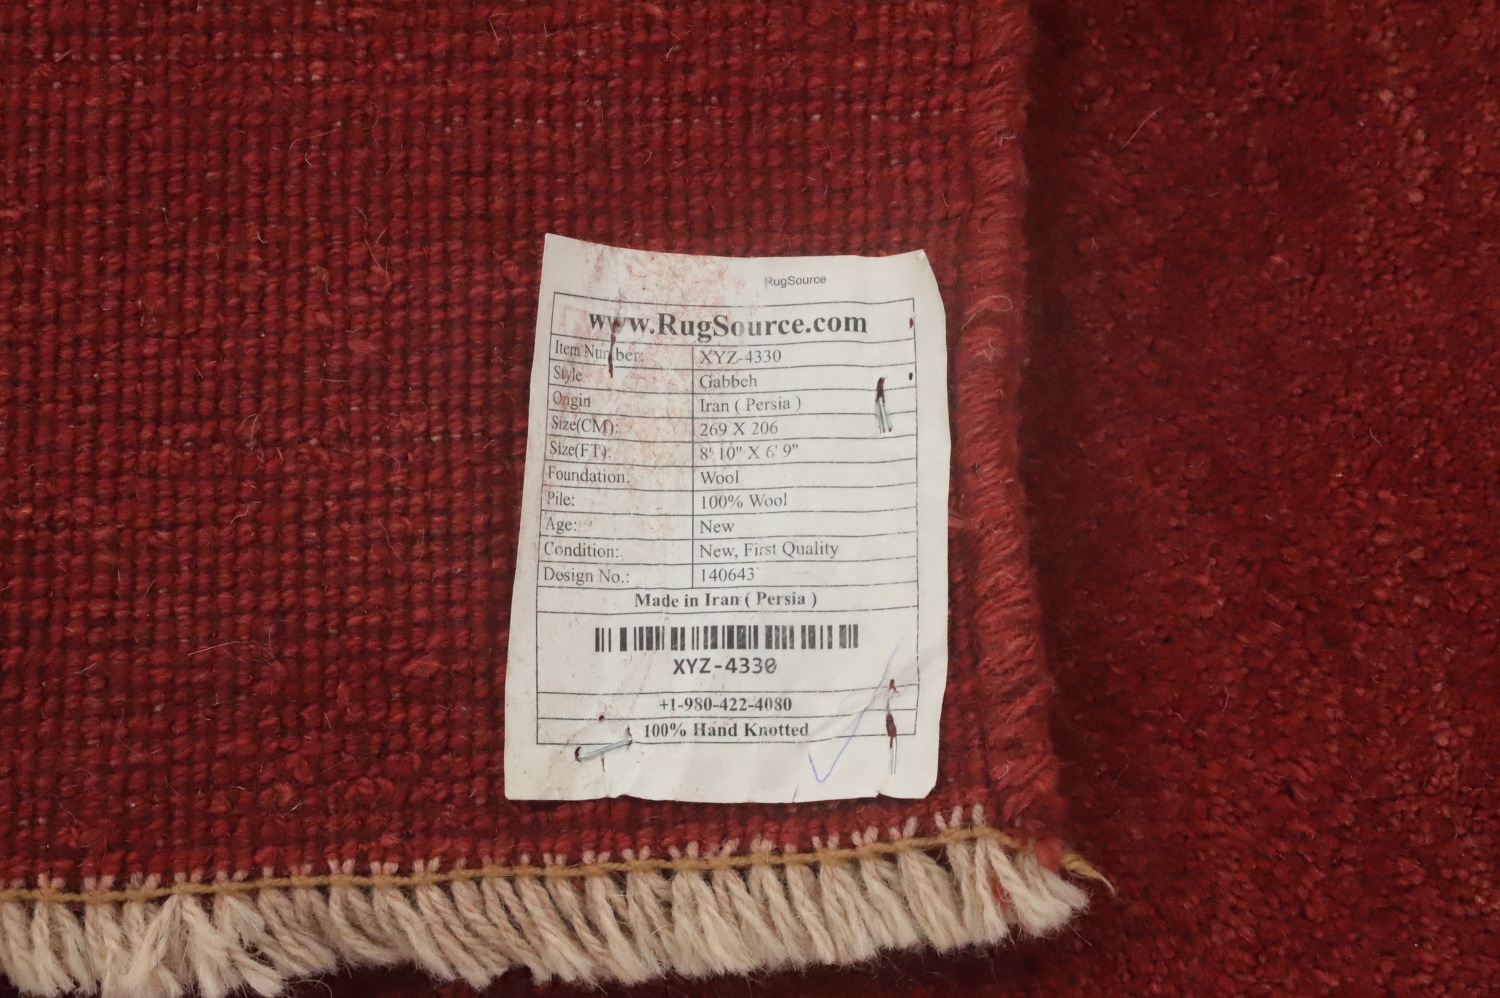 RugSource
www.RugSource.com
Item Number: XYZ-4330
Style Gabbeh
Origin Iran ( Persia )
Size(CM): 269 X 206
Size(FT): 8' 10" X 6' 9"
Foundation: Wool
Pile: 100% Wool
Age: New
Condition: New, First Quality
Design No.: 140643
Made in Iran ( Persia )
XYZ-4330
+1-980-422-4080
100% Hand Knotted